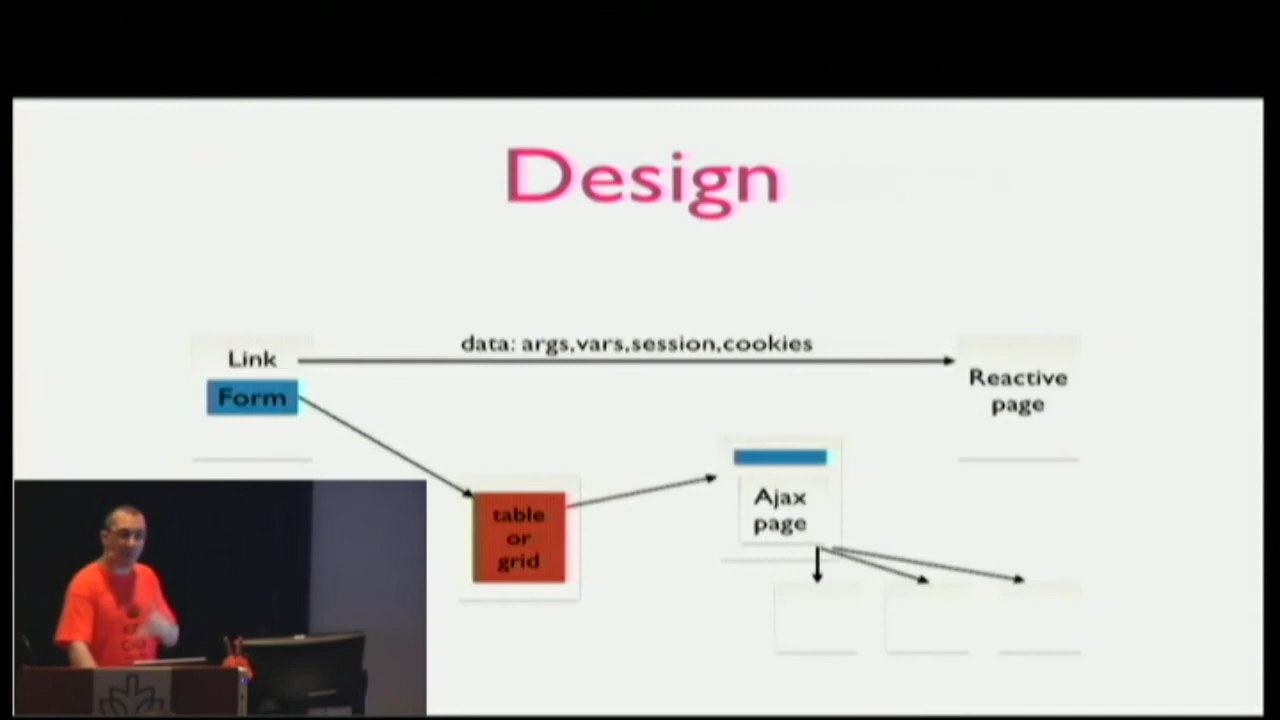 Design
data: args,vars,session,cookies
Link
Form
Reactive
page
table
or
grid
Ajax
page